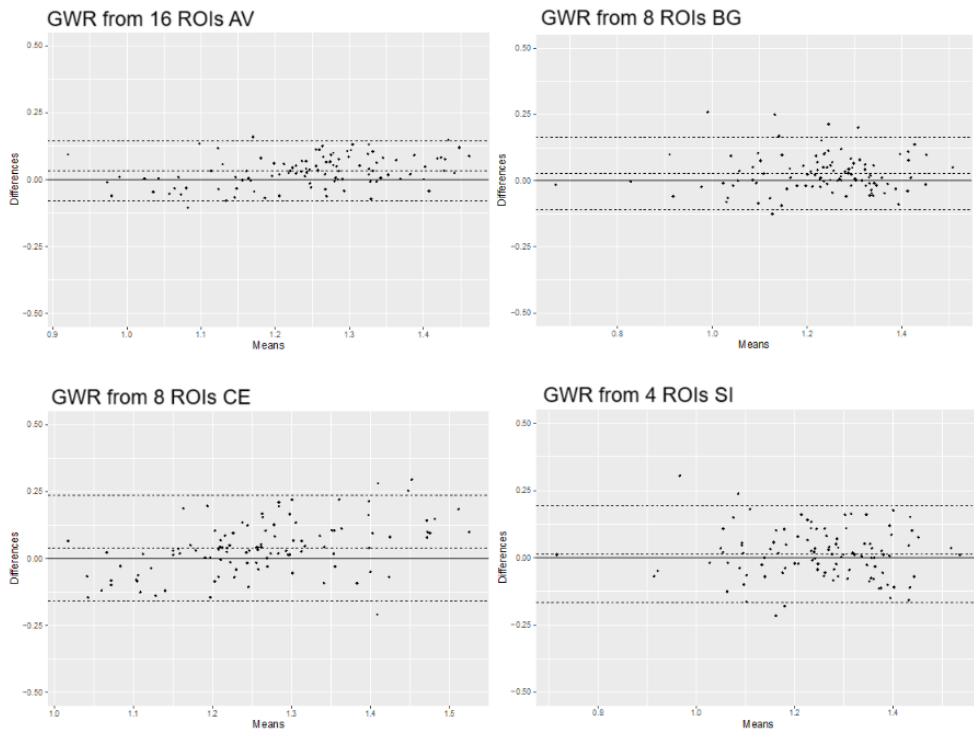 GWR from 16 ROIs AV
0.50
0.25
0.00
−0.25
−0.50
Differences
0.9 1.0 1.1 1.2 1.3 1.4
Means
GWR from 8 ROIs BG
0.50
0.25
0.00
−0.25
−0.50
Differences
0.8 1.0 1.2 1.4
Means
GWR from 8 ROIs CE
0.50
0.25
0.00
−0.25
−0.50
Differences
1.0 1.1 1.2 1.3 1.4 1.5
Means
GWR from 4 ROIs SI
0.50
0.25
0.00
−0.25
−0.50
Differences
0.8 1.0 1.2 1.4
Means